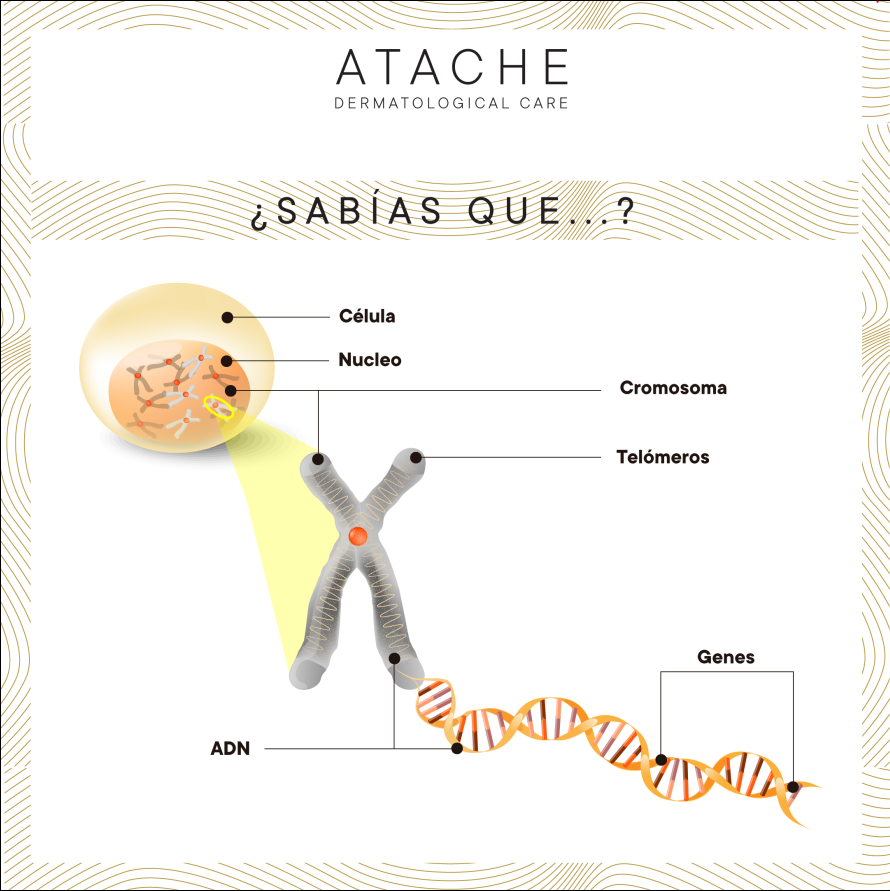 ATACHE
DERMATOLOGICAL CARE
¿SABÍAS QUE...?
Célula
Nucleo
Cromosoma
Telómeros
Genes
ADN